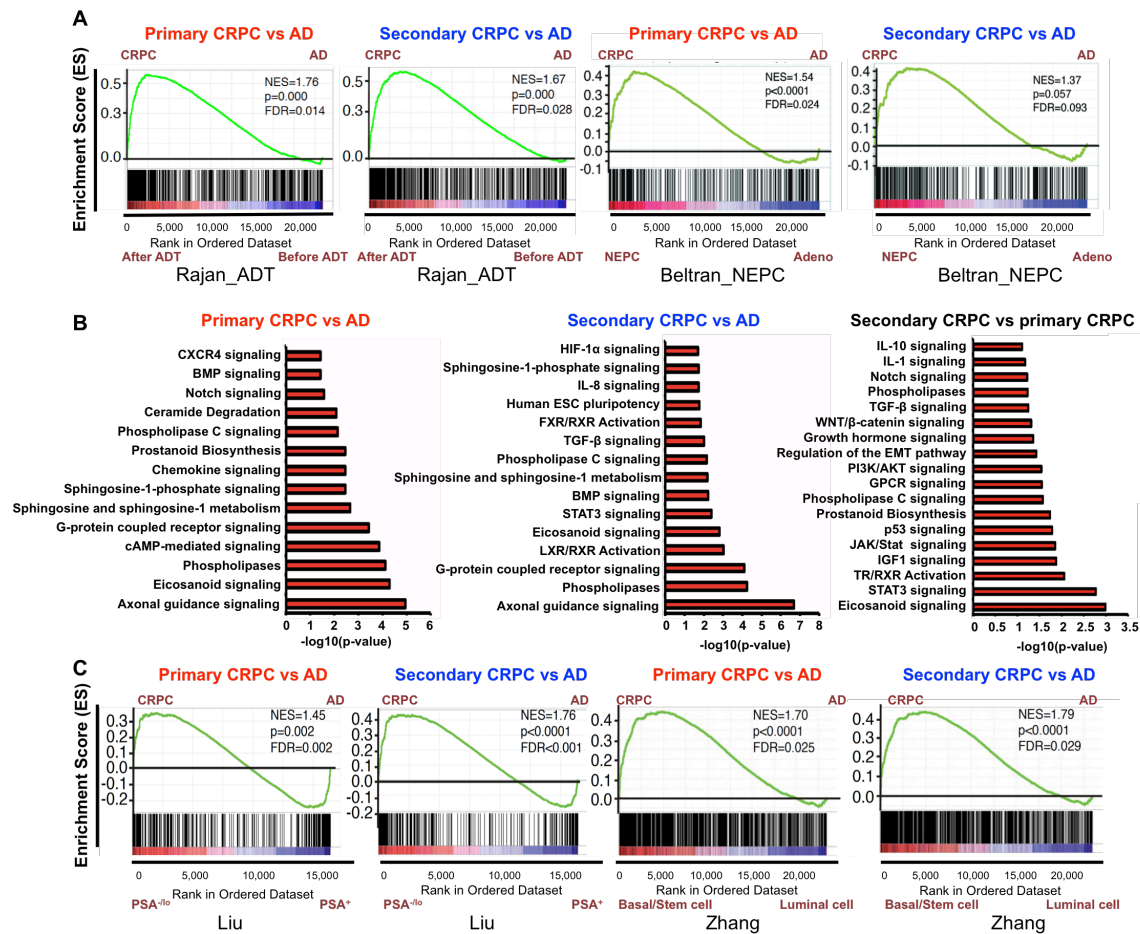 A
Primary CRPC vs AD
Secondary CRPC vs AD
Primary CRPC vs AD
Secondary CRPC vs AD
Enrichment Score (ES)
CRPC AD
NES=1.76
p=0.000
FDR=0.014
0.5
0.3
0.0
0 5,000 10,000 15,000 20,000
Rank in Ordered Dataset
After ADT Before ADT
Rajan_ADT
CRPC AD
NES=1.67
p=0.000
FDR=0.028
0.5
0.3
0.0
0 5,000 10,000 15,000 20,000
Rank in Ordered Dataset
After ADT Before ADT
Rajan_ADT
CRPC AD
NES=1.54
p<0.0001
FDR=0.024
0.4
0.3
0.2
0.1
0.0
-0.1
0 5,000 10,000 15,000 20,000
Rank in Ordered Dataset
NEPC Adeno
Beltran_NEPC
CRPC AD
NES=1.37
p=0.057
FDR=0.093
0.4
0.3
0.2
0.1
0.0
-0.1
0 5,000 10,000 15,000 20,000
Rank in Ordered Dataset
NEPC Adeno
Beltran_NEPC
B
Primary CRPC vs AD
CXCR4 signaling
BMP signaling
Notch signaling
Ceramide Degradation
Phospholipase C signaling
Prostanoid Biosynthesis
Chemokine signaling
Sphingosine-1-phosphate signaling
Sphingosine and sphingosine-1 metabolism
G-protein coupled receptor signaling
cAMP-mediated signaling
Phospholipases
Eicosanoid signaling
Axonal guidance signaling
0 1 2 3 4 5 6
-log10(p-value)
Secondary CRPC vs AD
HIF-1α signaling
Sphingosine-1-phosphate signaling
IL-8 signaling
Human ESC pluripotency
FXR/RXR Activation
TGF-β signaling
Phospholipase C signaling
Sphingosine and sphingosine-1 metabolism
BMP signaling
STAT3 signaling
Eicosanoid signaling
LXR/RXR Activation
G-protein coupled receptor signaling
Phospholipases
Axonal guidance signaling
0 1 2 3 4 5 6 7 8
-log10(p-value)
Secondary CRPC vs primary CRPC
IL-10 signaling
IL-1 signaling
Notch signaling
Phospholipases
TGF-β signaling
WNT/β-catenin signaling
Growth hormone signaling
Regulation of the EMT pathway
PI3K/AKT signaling
GPCR signaling
Phospholipase C signaling
Prostanoid Biosynthesis
p53 signaling
JAK/Stat signaling
IGF1 signaling
TR/RXR Activation
STAT3 signaling
Eicosanoid signaling
0 0.5 1 1.5 2 2.5 3 3.5
-log10(p-value)
C
Primary CRPC vs AD
Secondary CRPC vs AD
Primary CRPC vs AD
Secondary CRPC vs AD
Enrichment Score (ES)
CRPC AD
NES=1.45
p=0.002
FDR=0.002
0.3
0.2
0.1
0.0
-0.1
-0.2
0 5,000 10,000 15,000
Rank in Ordered Dataset
PSA-/lo PSA+
Liu
CRPC AD
NES=1.76
p<0.0001
FDR<0.001
0.4
0.3
0.2
0.1
0.0
-0.1
-0.2
0 5,000 10,000 15,000
Rank in Ordered Dataset
PSA-/lo PSA+
Liu
CRPC AD
NES=1.70
p<0.0001
FDR=0.025
0.4
0.3
0.2
0.1
0.0
0 5,000 10,000 15,000 20,000
Rank in Ordered Dataset
Basal/Stem cell Luminal cell
Zhang
CRPC AD
NES=1.79
p<0.0001
FDR=0.029
0.4
0.3
0.2
0.1
0.0
0 5,000 10,000 15,000 20,000
Rank in Ordered Dataset
Basal/Stem cell Luminal cell
Zhang